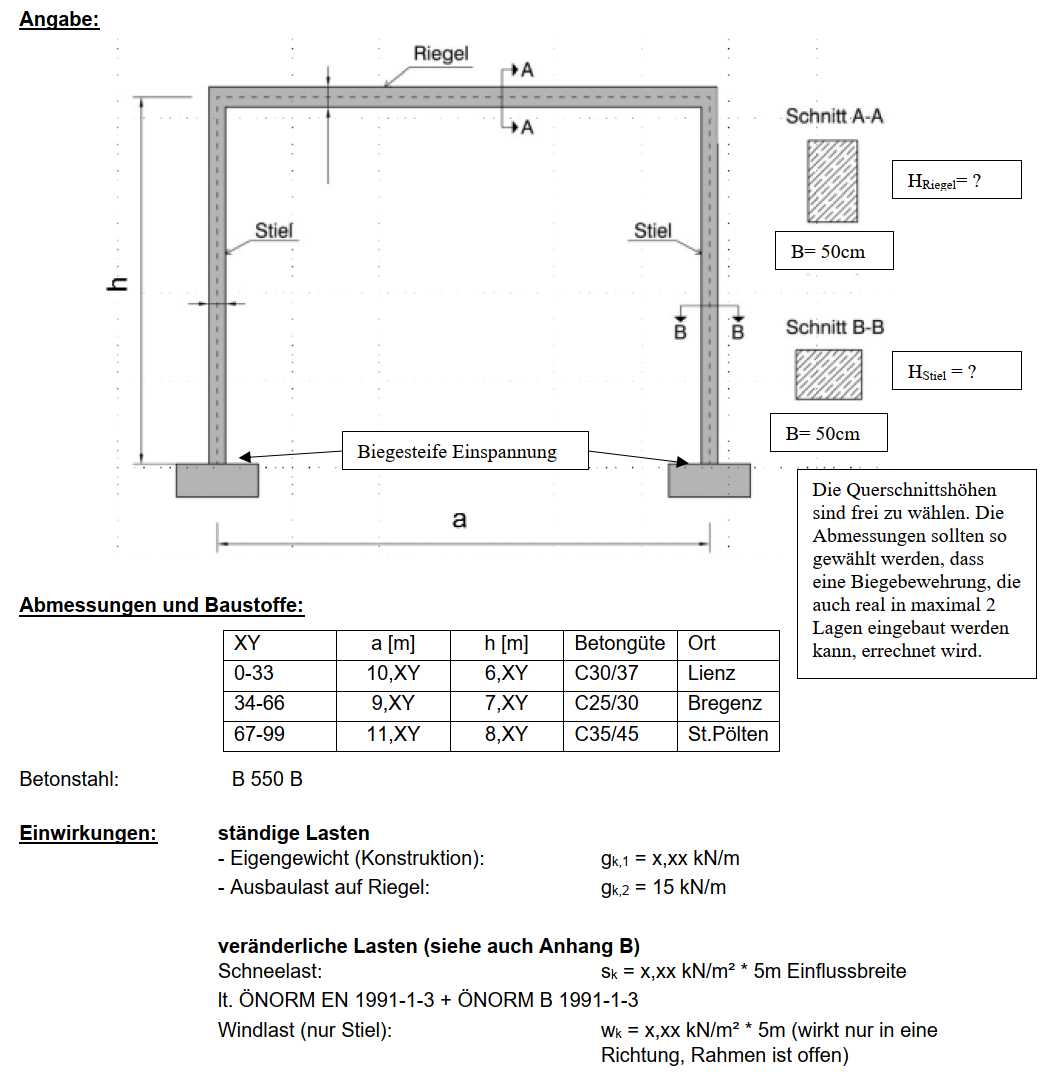 Angabe:
Riegel
A
A
Schnitt A-A
H Riegel= ?
B= 50cm
Stiel
Stiel
h
B
B
Schnitt B-B
H Stiel = ?
B= 50cm
Biegesteife Einspannung
a
Die Querschnittshöhen
sind frei zu wählen. Die
Abmessungen sollten so
gewählt werden, dass
eine Biegebewehrung, die
auch real in maximal 2
Lagen eingebaut werden
kann, errechnet wird.
Abmessungen und Baustoffe:
XY a [m] h [m] Betongüte Ort
0-33 10,XY 6,XY C30/37 Lienz
34-66 9,XY 7,XY C25/30 Bregenz
67-99 11,XY 8,XY C35/45 St.Pölten
Betonstahl: B 550 B
Einwirkungen: ständige Lasten
- Eigengewicht (Konstruktion): gk,1 = x,xx kN/m
- Ausbaulast auf Riegel: gk,2 = 15 kN/m
veränderliche Lasten (siehe auch Anhang B)
Schneelast: sk = x,xx kN/m² * 5m Einflussbreite
lt. ÖNORM EN 1991-1-3 + ÖNORM B 1991-1-3
Windlast (nur Stiel): wk = x,xx kN/m² * 5m (wirkt nur in eine
Richtung, Rahmen ist offen)